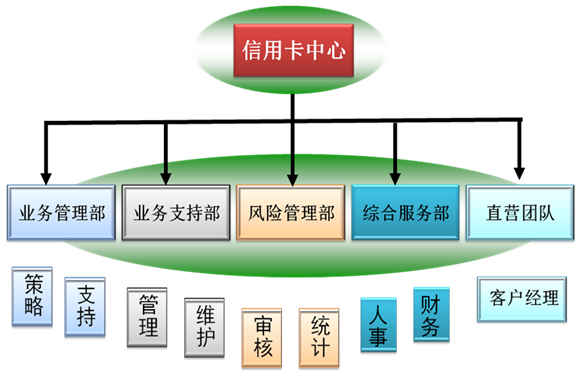 信用卡中心
业务管理部
业务支持部
风险管理部
综合服务部
直营团队
策略
支持
管理
维护
审核
统计
人事
财务
客户经理